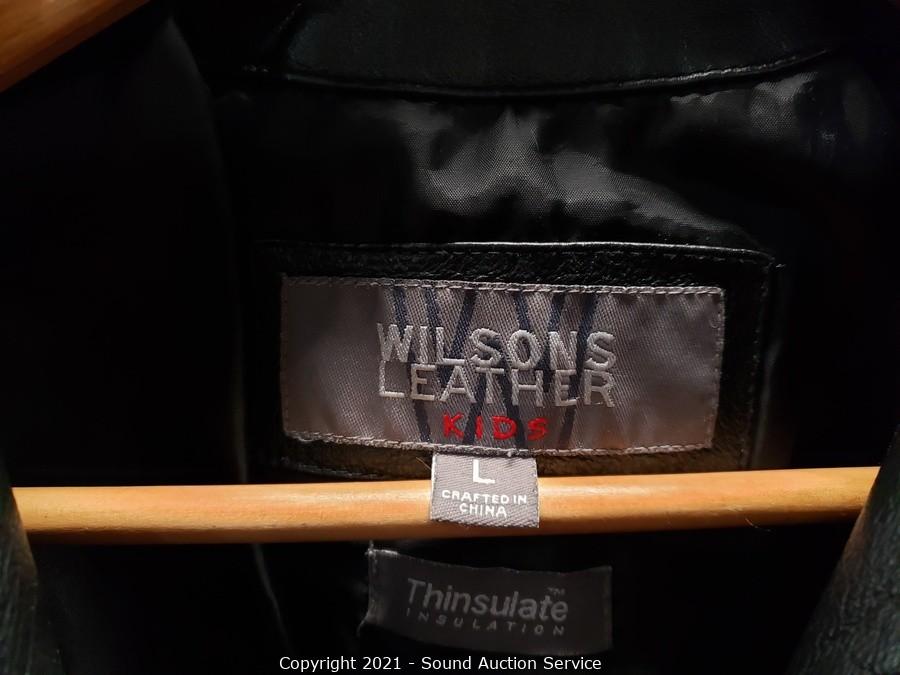 WILSONS
LEATHER
KIDS
L
CRAFTED IN
CHINA
Thinsulate™
INSULATION
Copyright 2021 - Sound Auction Service